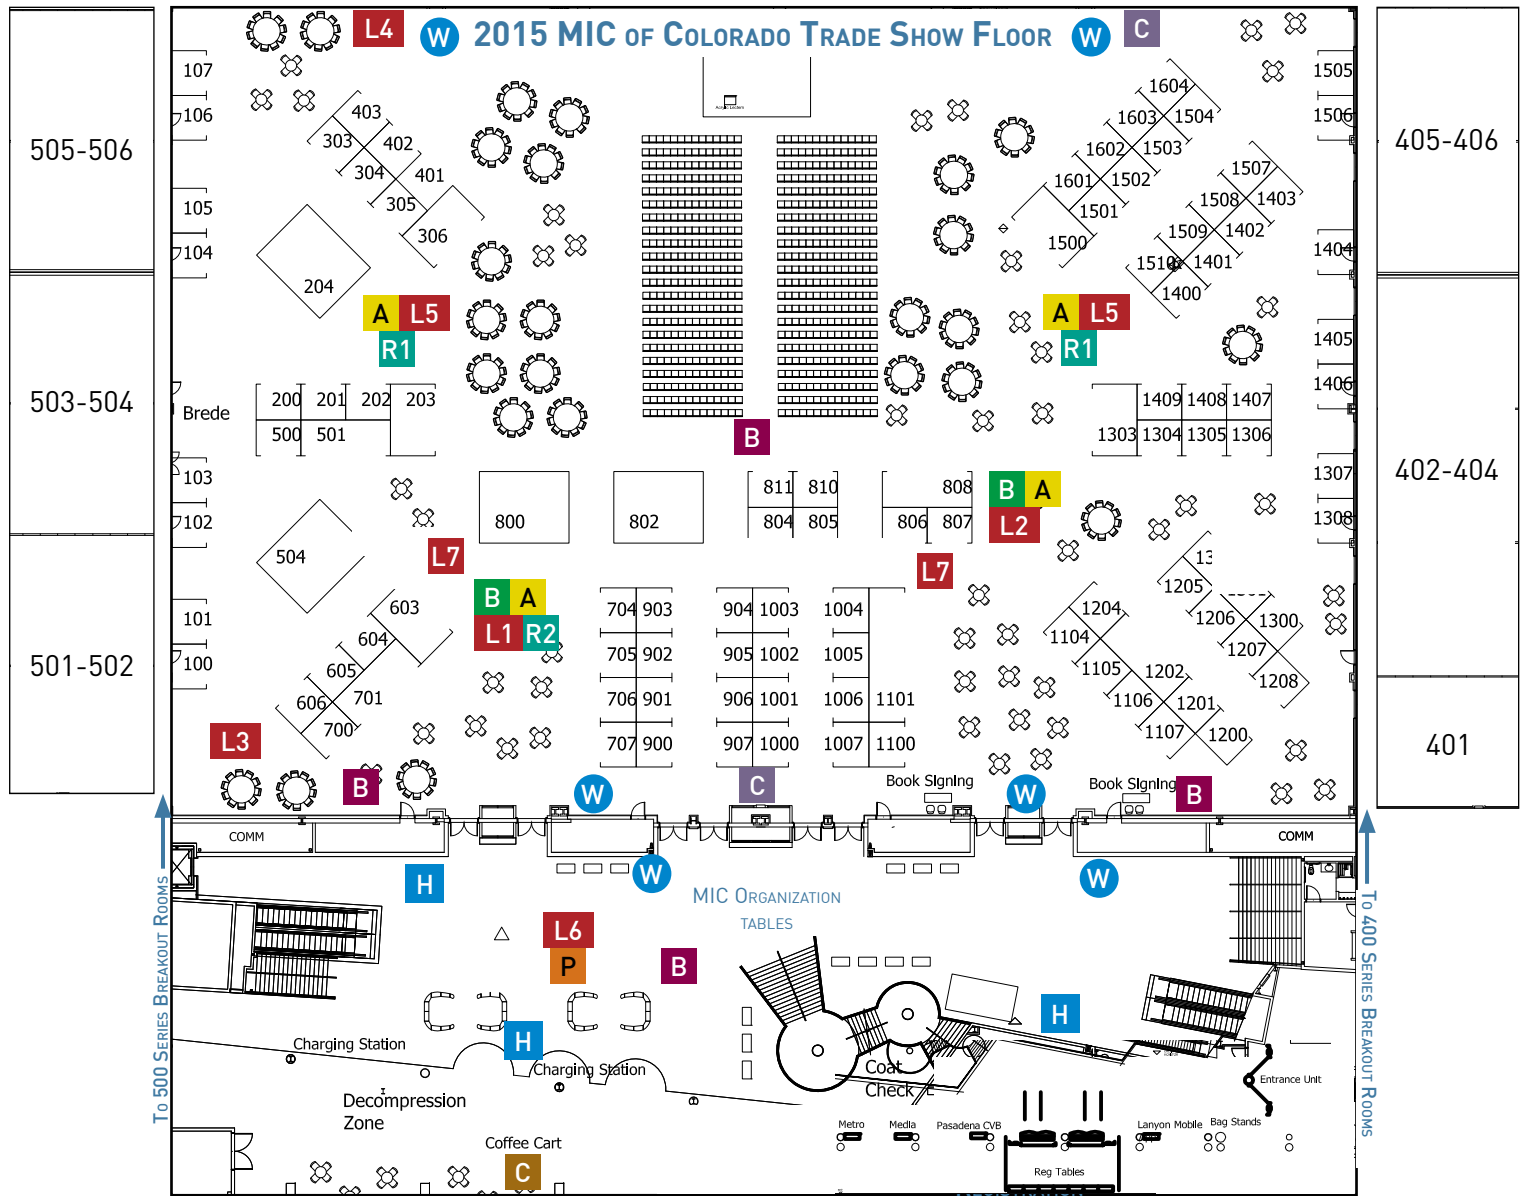 L4
W
2015 MIC OF COLORADO TRADE SHOW FLOOR
W
C
107
106
403
303
402
304
401
305
306
105
104
204
A L5
R1
505-506
503-504
501-502
Acrylic Lectern
1604
1603
1504
1602
1503
1601
1502
1501
1500
1507
1508
1403
1509
1402
1510
1401
1400
1505
1506
1404
1405
1406
405-406
402-404
401
A L5
R1
Brede
200 201 202 203
500 501
B
1409 1408 1407
1303 1304 1305 1306
103
102
504
800
802
811 810
804 805
808
806 807
B A
L2
1307
1308
L7
L7
B A
L1 R2
101
100
603
604
605
606
701
700
704 903
705 902
706 901
707 900
904 1003
905 1002
906 1001
907 1000
1004
1005
1006 1101
1007 1100
1205
1204
1206
1300
1104
1207
1105
1202
1208
1106
1201
1107
1200
L3
B
W
C
Book Signing
W
Book Signing
B
COMM
COMM
H
W
W
MIC ORGANIZATION
TABLES
L6
P
B
H
H
Charging Station
Charging Station
Decompression
Zone
Coffee Cart
C
Coat
Check
Entrance Unit
Metro
Media
Pasadena CVB
Lanyon Mobile
Bag Stands
Reg Tables
TO 500 SERIES BREAKOUT ROOMS
TO 400 SERIES BREAKOUT ROOMS